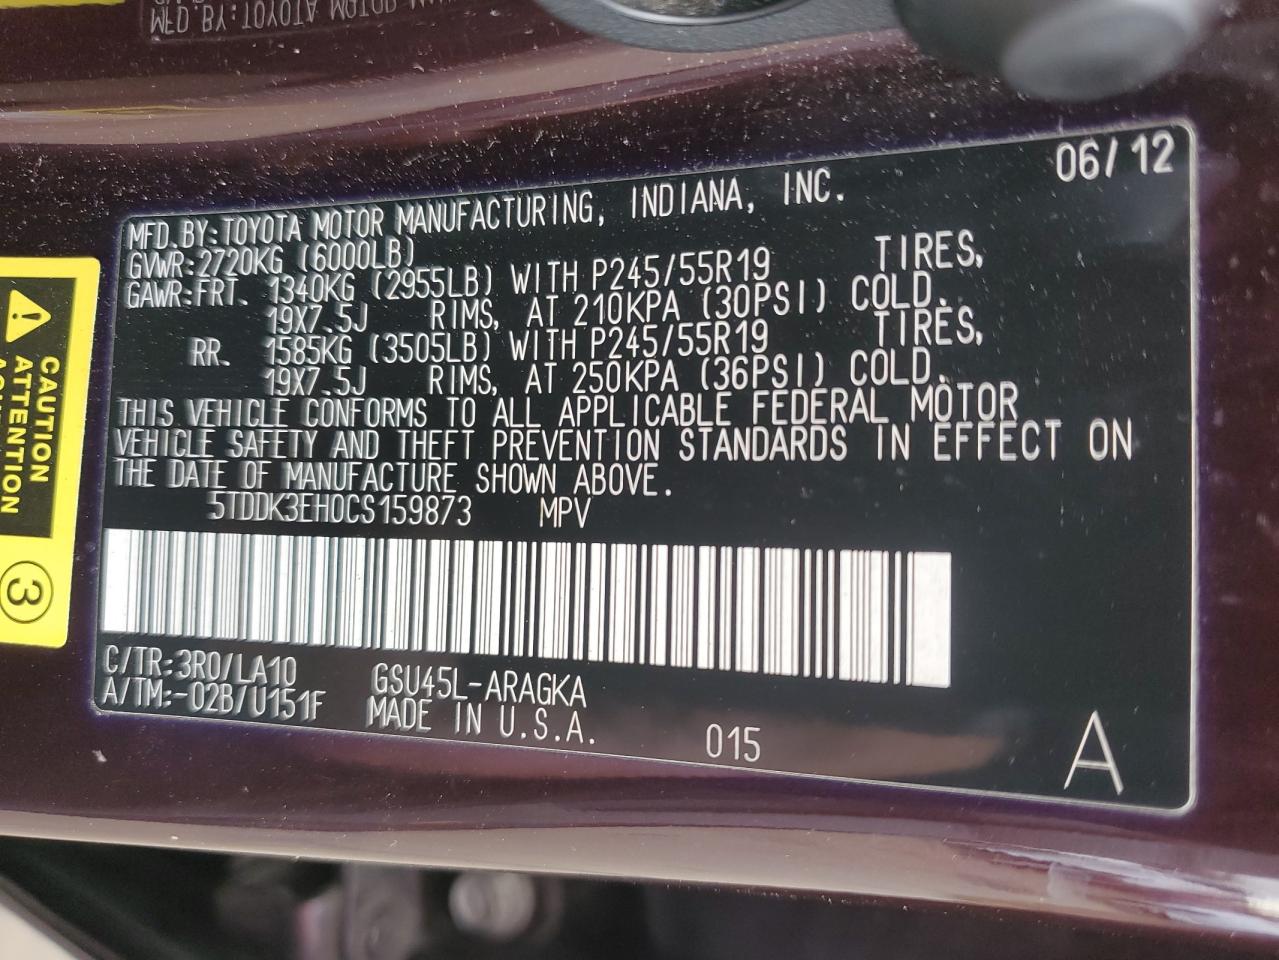 MFD BY:TOYOTA MOTOR
06/12
MFD.BY:TOYOTA MOTOR MANUFACTURING, INDIANA, INC.
GVWR:2720KG (6000LB)
GAWR:FRT. 1340KG (2955LB) WITH P245/55R19 TIRES,
19X7.5J RIMS, AT 210KPA (30PSI) COLD.
RR. 1585KG (3505LB) WITH P245/55R19 TIRES,
19X7.5J RIMS, AT 250KPA (36PSI) COLD.
THIS VEHICLE CONFORMS TO ALL APPLICABLE FEDERAL MOTOR
VEHICLE SAFETY AND THEFT PREVENTION STANDARDS IN EFFECT ON
THE DATE OF MANUFACTURE SHOWN ABOVE.
5TDDK3EH0CS159873 MPV
C/TR:3R0/LA10 GSU45L-ARAGKA
A/TM:-02B/U151F MADE IN U.S.A. 015
A
CAUTION
ATTENTION
3